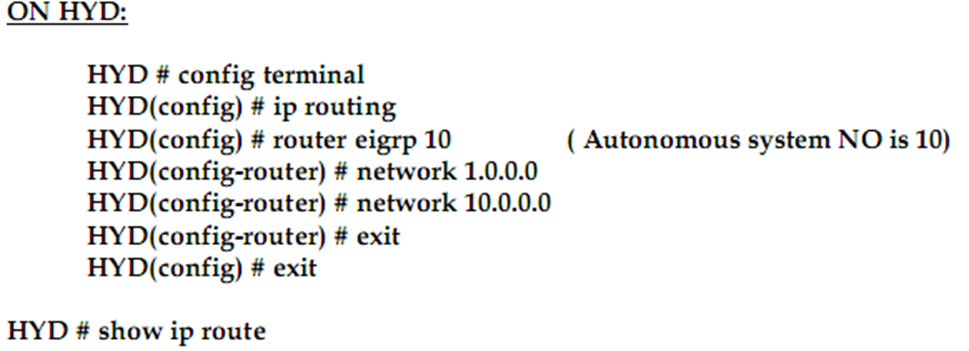 ON HYD:
HYD # config terminal
HYD(config) # ip routing
HYD(config) # router eigrp 10 ( Autonomous system NO is 10)
HYD(config-router) # network 1.0.0.0
HYD(config-router) # network 10.0.0.0
HYD(config-router) # exit
HYD(config) # exit
HYD # show ip route